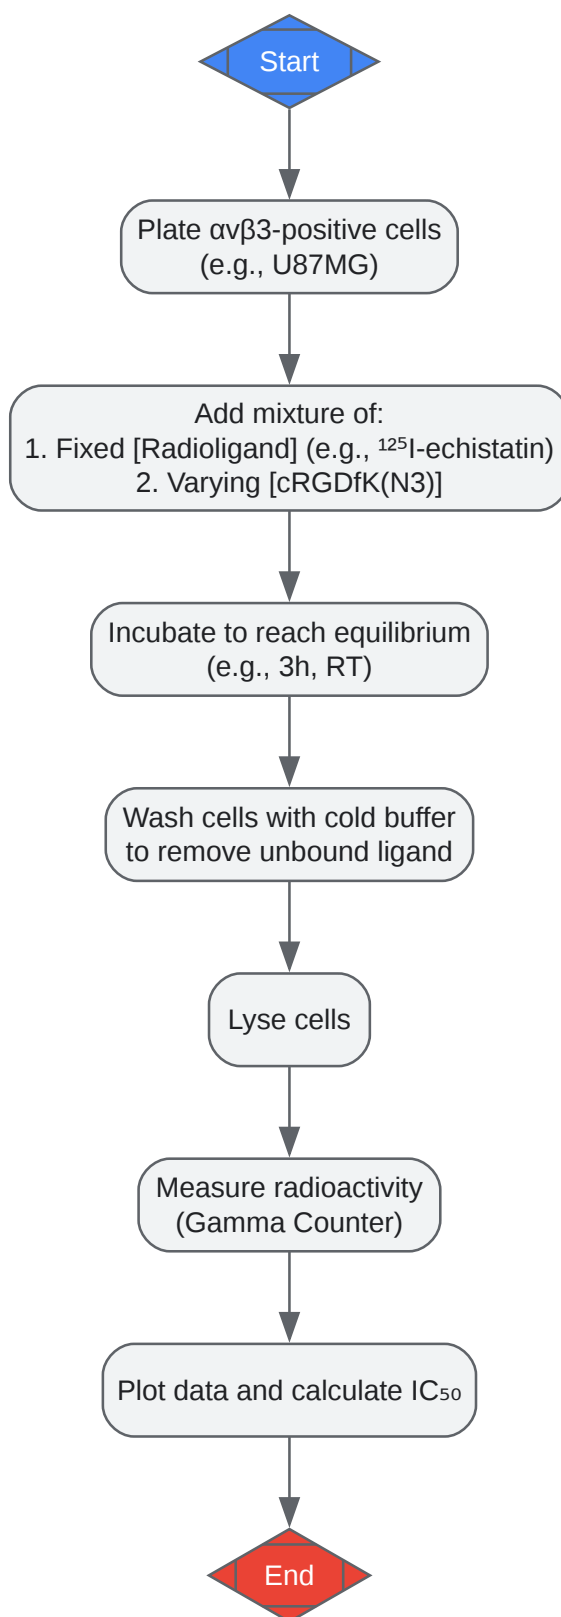 Start
Plate αvβ3-positive cells
(e.g., U87MG)
Add mixture of:
1. Fixed [Radioligand] (e.g., ¹²⁵I-echistatin)
2. Varying [cRGDfK(N3)]
Incubate to reach equilibrium
(e.g., 3h, RT)
Wash cells with cold buffer
to remove unbound ligand
Lyse cells
Measure radioactivity
(Gamma Counter)
Plot data and calculate IC₅₀
End